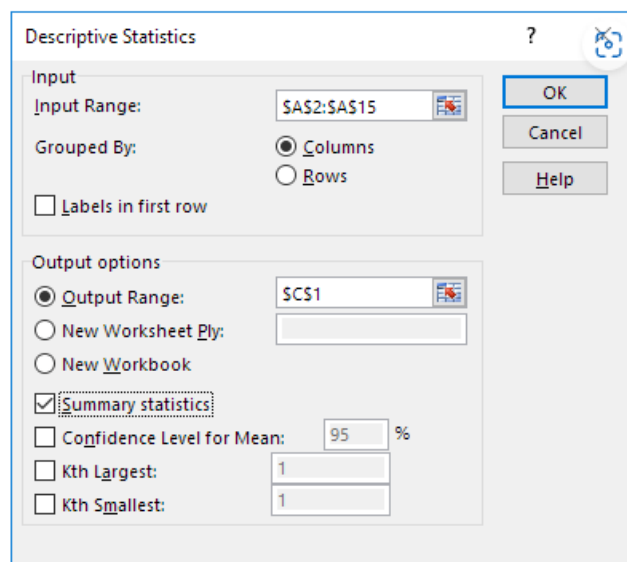 Descriptive Statistics ?
Input
Input Range: $A$2:$A$15
Grouped By: Columns
Rows
Labels in first row
OK
Cancel
Help
Output options
Output Range: $C$1
New Worksheet Ply:
New Workbook
Summary statistics
Confidence Level for Mean: 95 %
Kth Largest: 1
Kth Smallest: 1